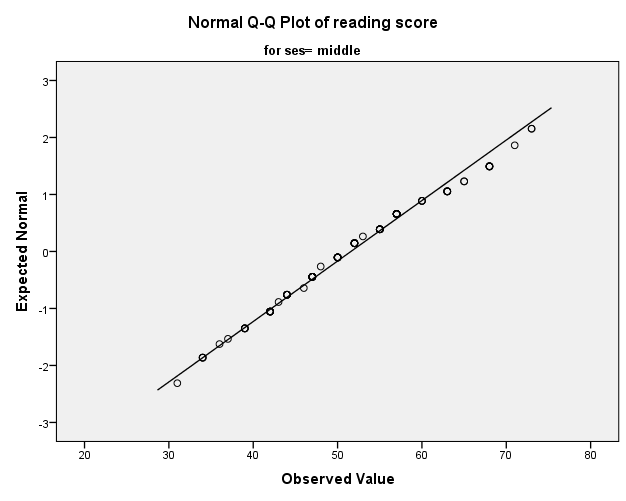 Normal Q-Q Plot of reading score
for ses= middle
Expected Normal
3
2
1
0
-1
-2
-3
20 30 40 50 60 70 80
Observed Value